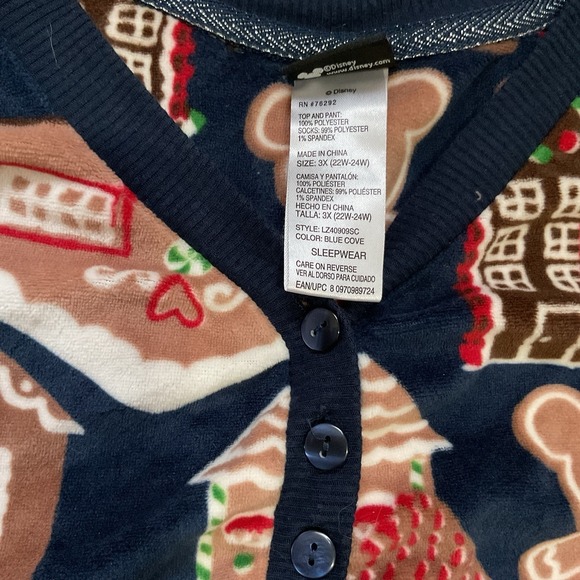 ©Disney
www.disney.com
© Disney
RN #76292
TOP AND PANT:
100% POLYESTER
SOCKS: 99% POLYESTER
1% SPANDEX
MADE IN CHINA
SIZE: 3X (22W-24W)
CAMISA Y PANTALÓN:
100% POLIÉSTER
CALCETINES: 99% POLIÉSTER
1% SPANDEX
HECHO EN CHINA
TALLA: 3X (22W-24W)
STYLE: LZ40909SC
COLOR: BLUE COVE
SLEEPWEAR
CARE ON REVERSE
VER AL DORSO PARA CUIDADO
EAN/UPC 8 0970989724